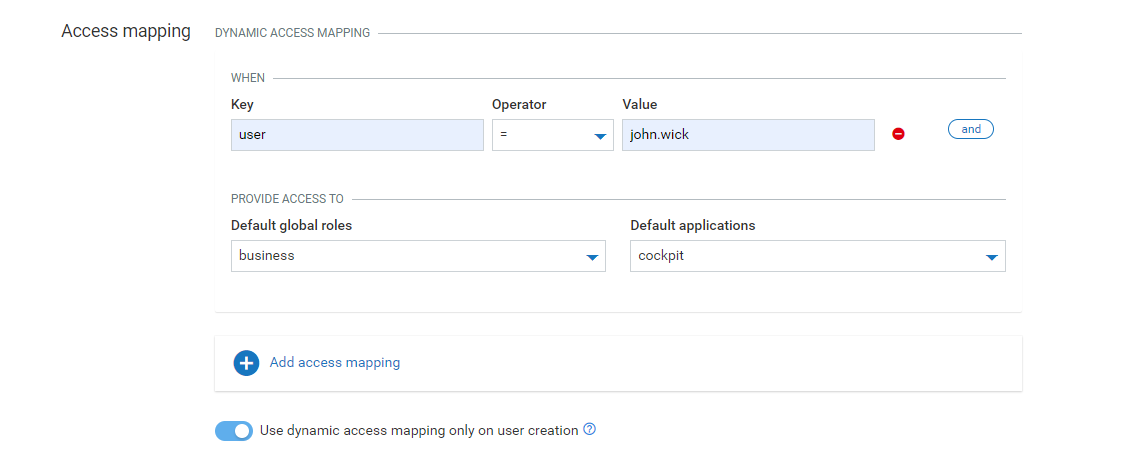 Access mapping
DYNAMIC ACCESS MAPPING
WHEN
Key Operator Value
user = john.wick and
PROVIDE ACCESS TO
Default global roles Default applications
business cockpit
Add access mapping
Use dynamic access mapping only on user creation ?